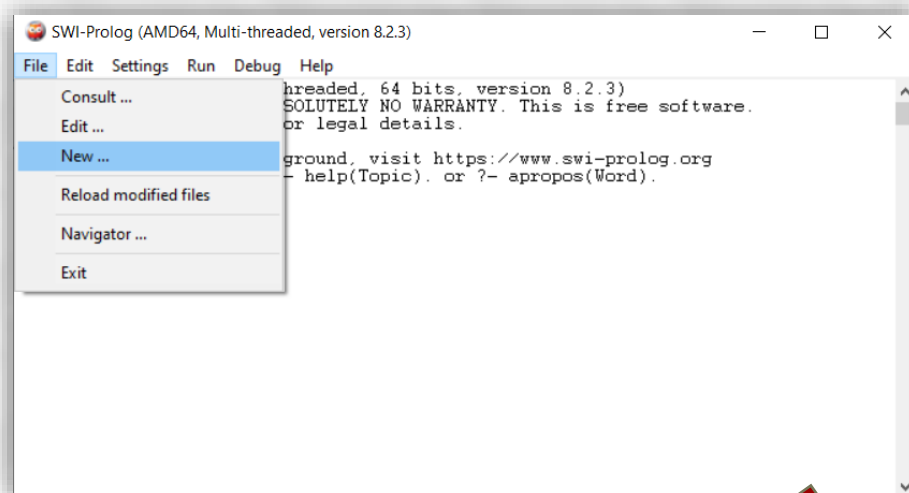 SWI-Prolog (AMD64, Multi-threaded, version 8.2.3)
File Edit Settings Run Debug Help
Consult ...
Edit ...
New ...
Reload modified files
Navigator ...
Exit
hreaded, 64 bits, version 8.2.3)
SOLUTELY NO WARRANTY. This is free software.
or legal details.
ground, visit https://www.swi-prolog.org
- help(Topic). or ?- apropos(Word).